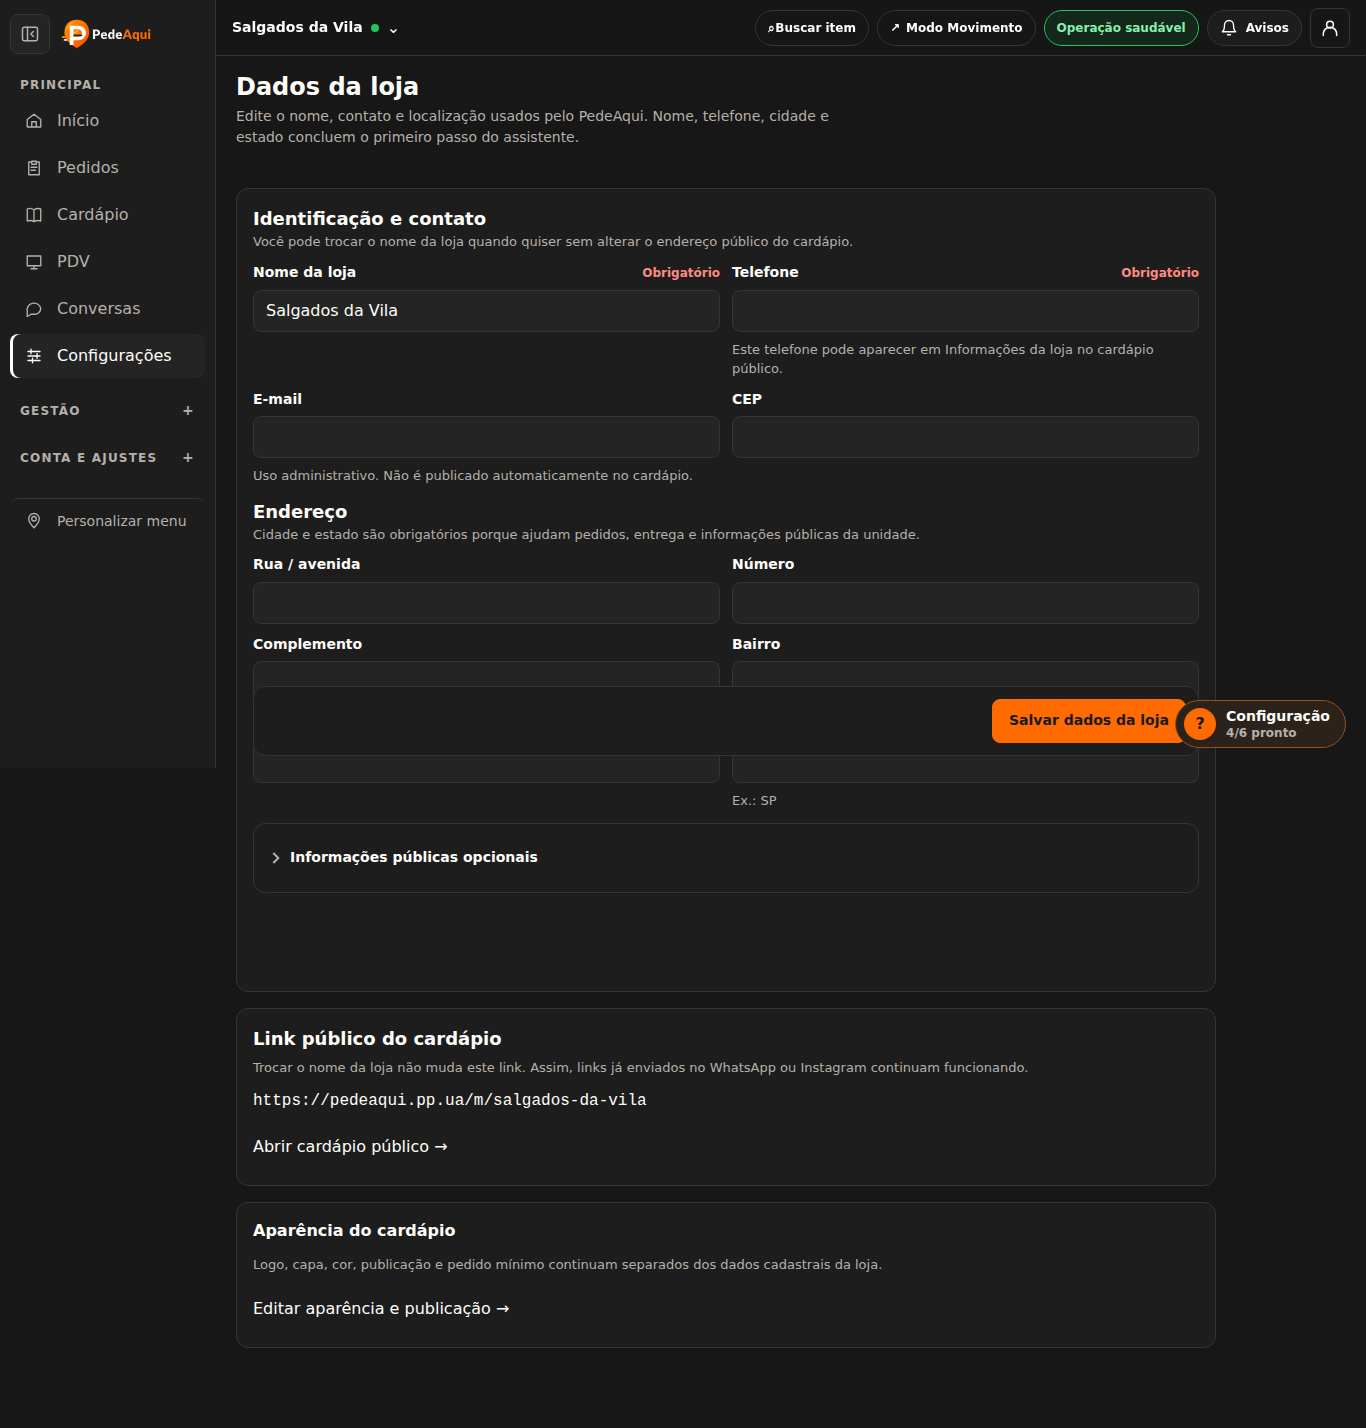 PedeAqui
PRINCIPAL
Início
Pedidos
Cardápio
PDV
Conversas
Configurações
GESTÃO +
CONTA E AJUSTES +
Personalizar menu
Salgados da Vila
Buscar item
↗ Modo Movimento
Operação saudável
Avisos
Dados da loja
Edite o nome, contato e localização usados pelo PedeAqui. Nome, telefone, cidade e
estado concluem o primeiro passo do assistente.
Identificação e contato
Você pode trocar o nome da loja quando quiser sem alterar o endereço público do cardápio.
Nome da loja Obrigatório
Telefone Obrigatório
Salgados da Vila
Este telefone pode aparecer em Informações da loja no cardápio
público.
E-mail
CEP
Uso administrativo. Não é publicado automaticamente no cardápio.
Endereço
Cidade e estado são obrigatórios porque ajudam pedidos, entrega e informações públicas da unidade.
Rua / avenida
Número
Complemento
Bairro
Salvar dados da loja
? Configuração
4/6 pronto
Ex.: SP
Informações públicas opcionais
Link público do cardápio
Trocar o nome da loja não muda este link. Assim, links já enviados no WhatsApp ou Instagram continuam funcionando.
https://pedeaqui.pp.ua/m/salgados-da-vila
Abrir cardápio público →
Aparência do cardápio
Logo, capa, cor, publicação e pedido mínimo continuam separados dos dados cadastrais da loja.
Editar aparência e publicação →